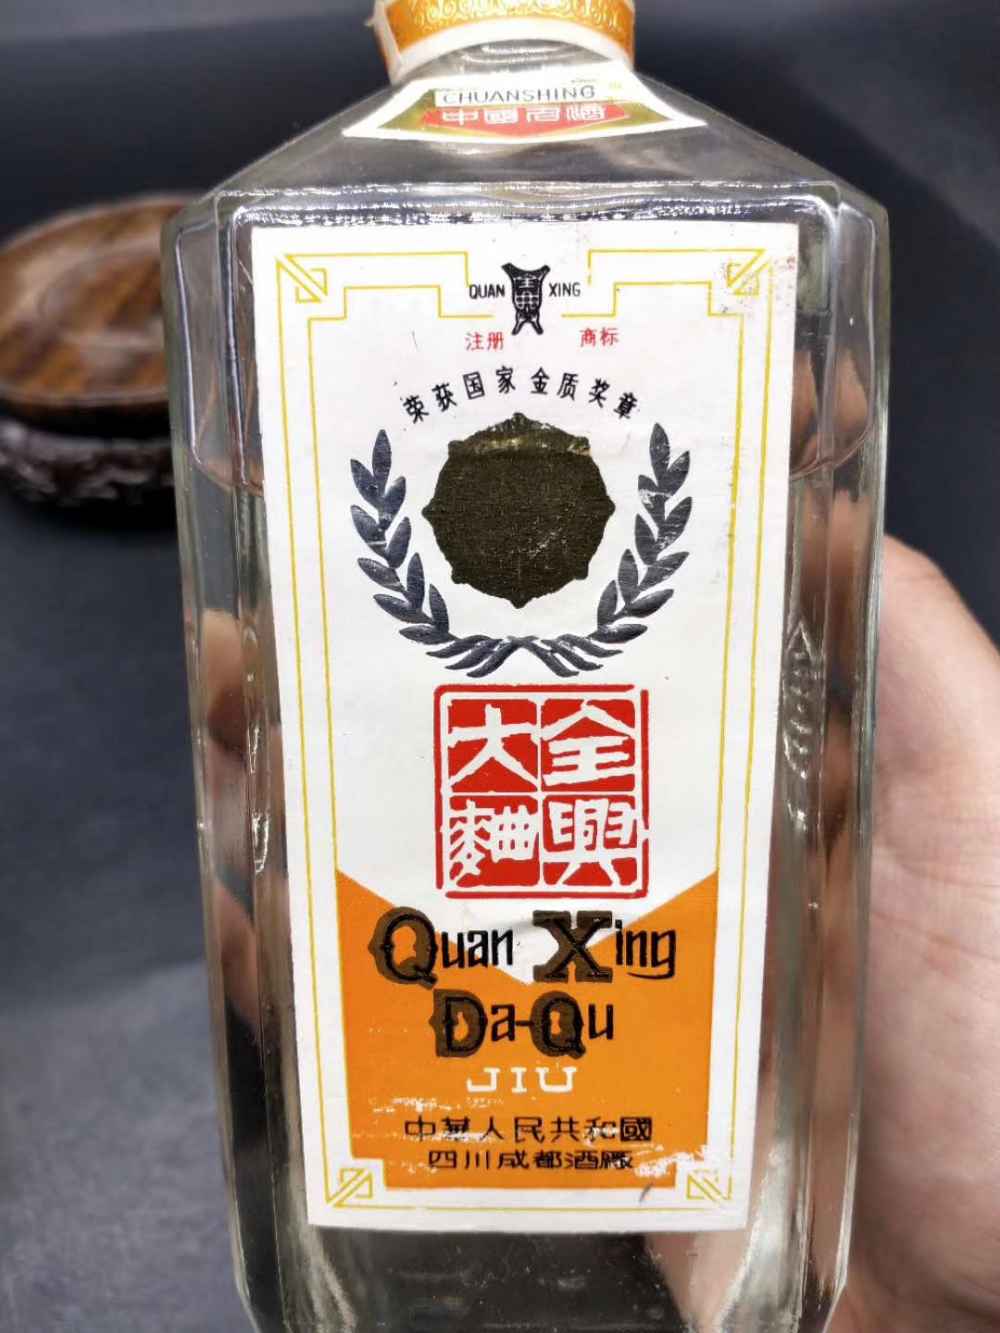 CHUANSHING
中國白酒
QUAN XING
注册 商标
荣获国家金质奖章
全興大麯
Quan Xing
Da-Qu
JIU
中華人民共和國
四川成都酒厰